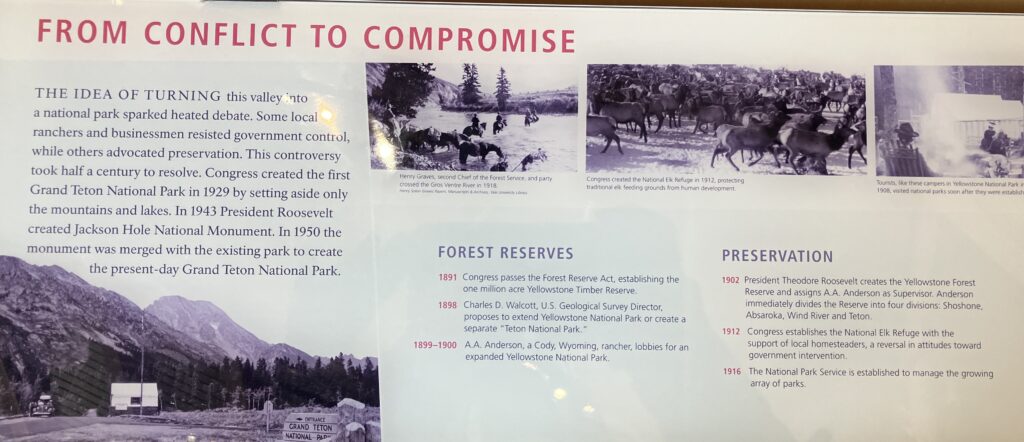 FROM CONFLICT TO COMPROMISE
THE IDEA OF TURNING this valley into
a national park sparked heated debate. Some local
ranchers and businessmen resisted government control,
while others advocated preservation. This controversy
took half a century to resolve. Congress created the first
Grand Teton National Park in 1929 by setting aside only
the mountains and lakes. In 1943 President Roosevelt
created Jackson Hole National Monument. In 1950 the
monument was merged with the existing park to create
the present-day Grand Teton National Park.
ENTRANCE
GRAND TETON
NATIONAL PARK
Henry Graves, second Chief of the Forest Service, and party
crossed the Gros Ventre River in 1918.
Henry Solon Graves Papers, Manuscripts & Archives, Yale University Library
Congress created the National Elk Refuge in 1912, protecting
traditional elk feeding grounds from human development.
Tourists, like these campers in Yellowstone National Park
1908, visited national parks soon after they were
FOREST RESERVES
1891 Congress passes the Forest Reserve Act, establishing the
one million acre Yellowstone Timber Reserve.
1898 Charles D. Walcott, U.S. Geological Survey Director,
proposes to extend Yellowstone National Park or create a
separate “Teton National Park.”
1899–1900 A.A. Anderson, a Cody, Wyoming, rancher, lobbies for an
expanded Yellowstone National Park.
PRESERVATION
1902 President Theodore Roosevelt creates the Yellowstone Forest
Reserve and assigns A.A. Anderson as Supervisor. Anderson
immediately divides the Reserve into four divisions: Shoshone,
Absaroka, Wind River and Teton.
1912 Congress establishes the National Elk Refuge with the
support of local homesteaders, a reversal in attitudes toward
government intervention.
1916 The National Park Service is established to manage the growing
array of parks.